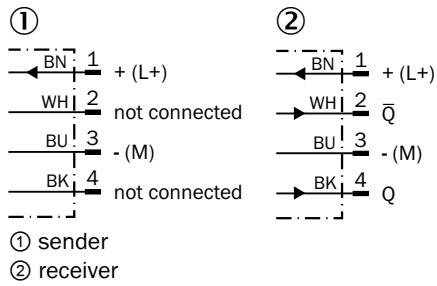 ① ②
BN 1 + (L+) BN 1 + (L+)
WH 2 not connected WH 2 Q̅
BU 3 - (M) BU 3 - (M)
BK 4 not connected BK 4 Q
① sender
② receiver